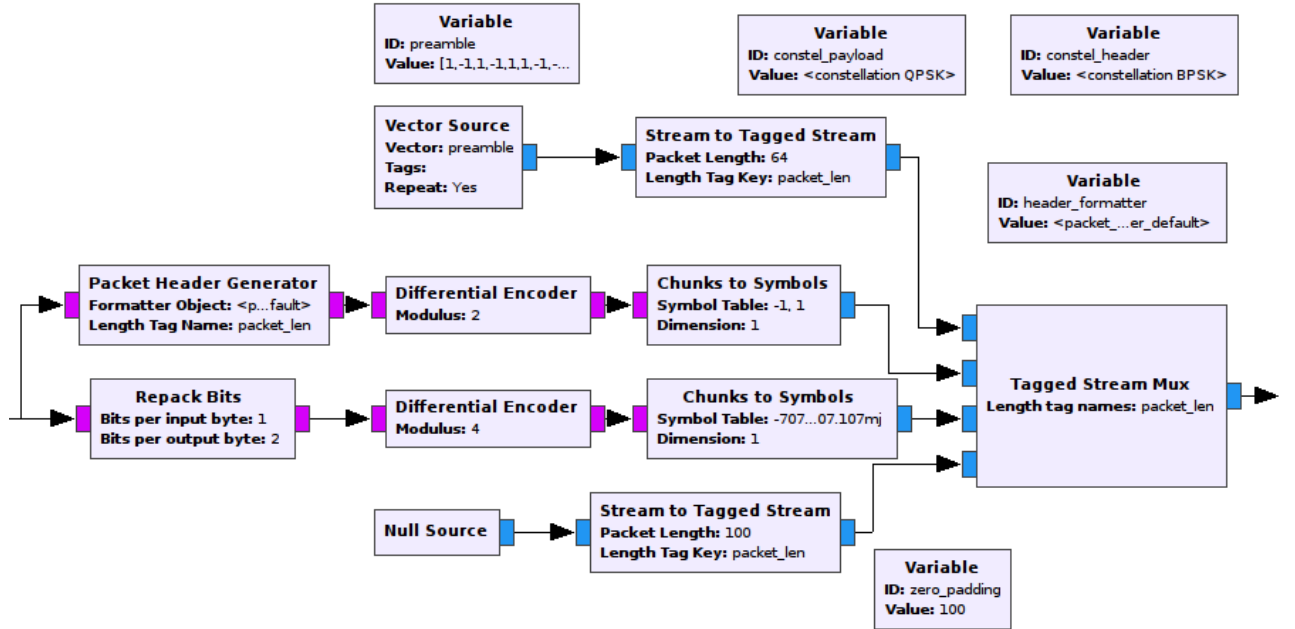 Variable
ID: preamble
Value: [1,-1,1,-1,1,1,-1,-...
Variable
ID: constel_payload
Value: <constellation QPSK>
Variable
ID: constel_header
Value: <constellation BPSK>
Vector Source
Vector: preamble
Tags:
Repeat: Yes
Stream to Tagged Stream
Packet Length: 64
Length Tag Key: packet_len
Variable
ID: header_formatter
Value: <packet_...er_default>
Packet Header Generator
Formatter Object: <p...fault>
Length Tag Name: packet_len
Differential Encoder
Modulus: 2
Chunks to Symbols
Symbol Table: -1, 1
Dimension: 1
Repack Bits
Bits per input byte: 1
Bits per output byte: 2
Differential Encoder
Modulus: 4
Chunks to Symbols
Symbol Table: -707...07.107mj
Dimension: 1
Tagged Stream Mux
Length tag names: packet_len
Null Source
Stream to Tagged Stream
Packet Length: 100
Length Tag Key: packet_len
Variable
ID: zero_padding
Value: 100